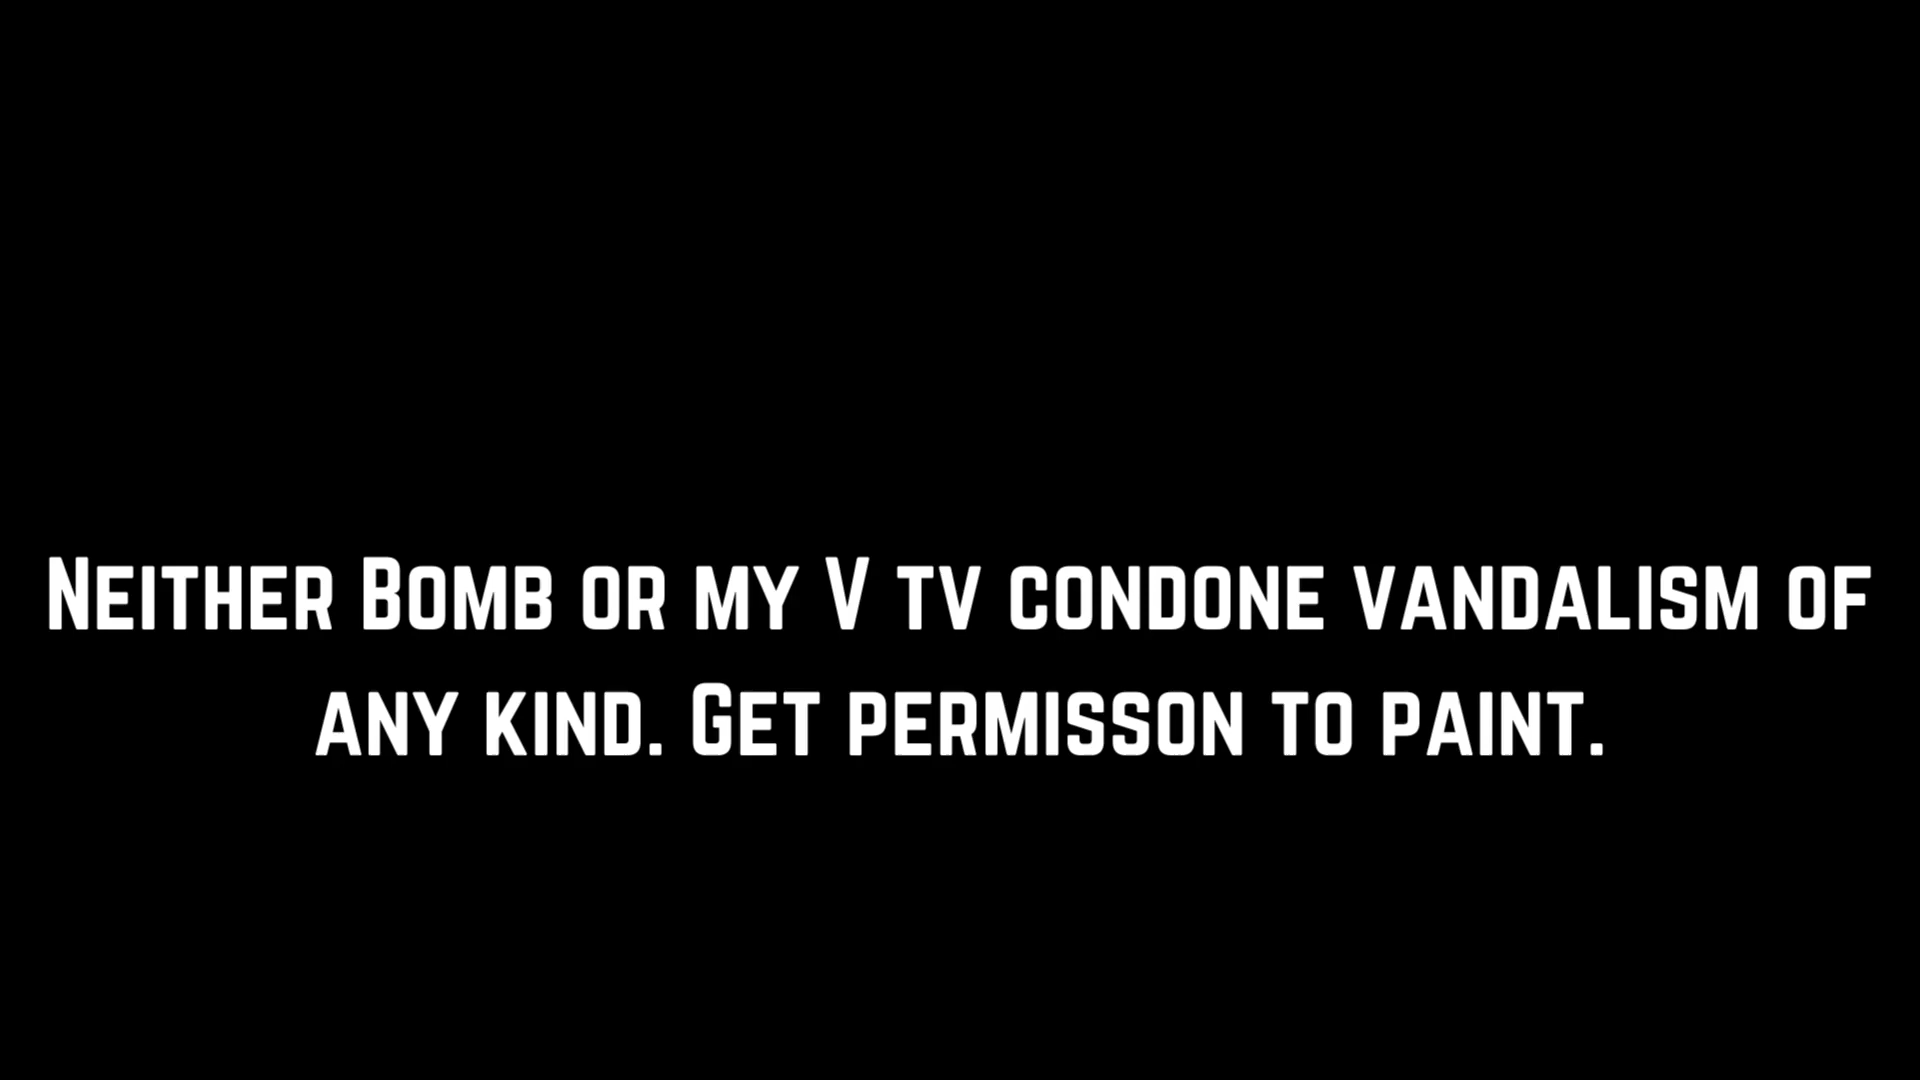 Neither Bomb or my V tv condone vandalism of
any kind. Get permisson to paint.